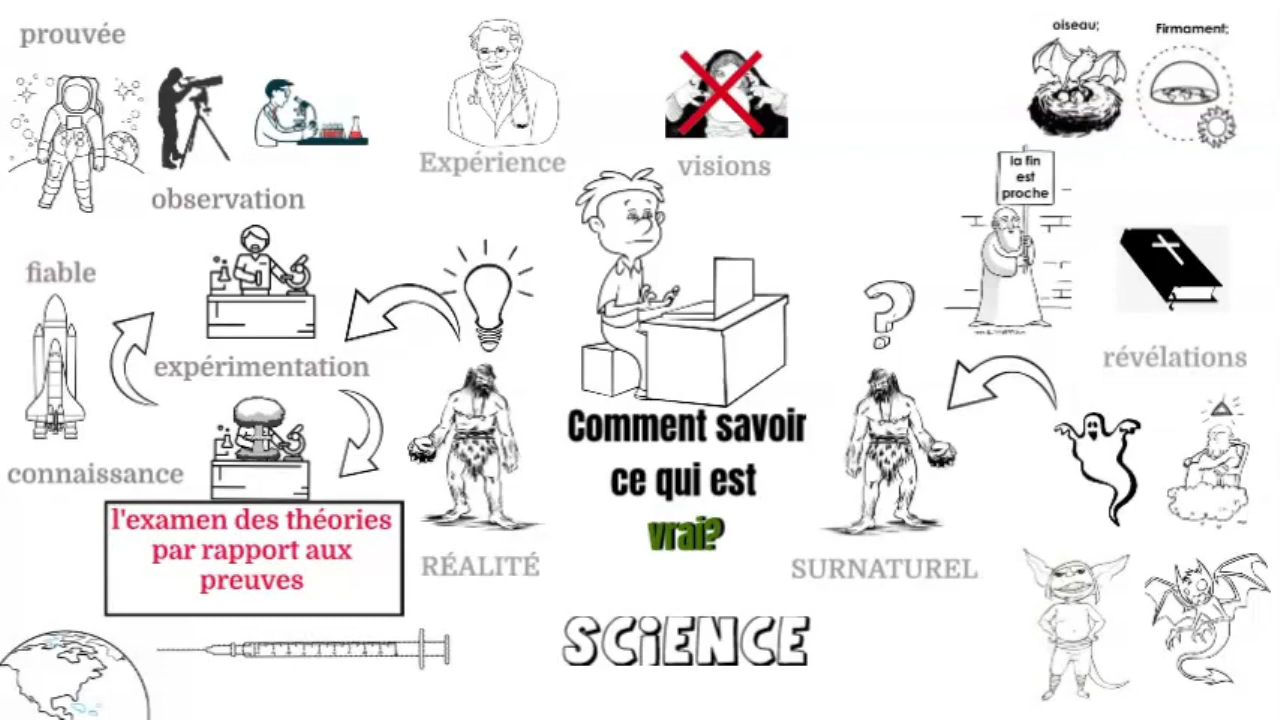 prouvée
oiseau;
Firmament;
la fin
est
proche
Expérience
visions
observation
fiable
expérimentation
révélations
Comment savoir
ce qui est
vrai?
connaissance
l'examen des théories
par rapport aux
preuves
RÉALITÉ
SURNATUREL
SCiENCE